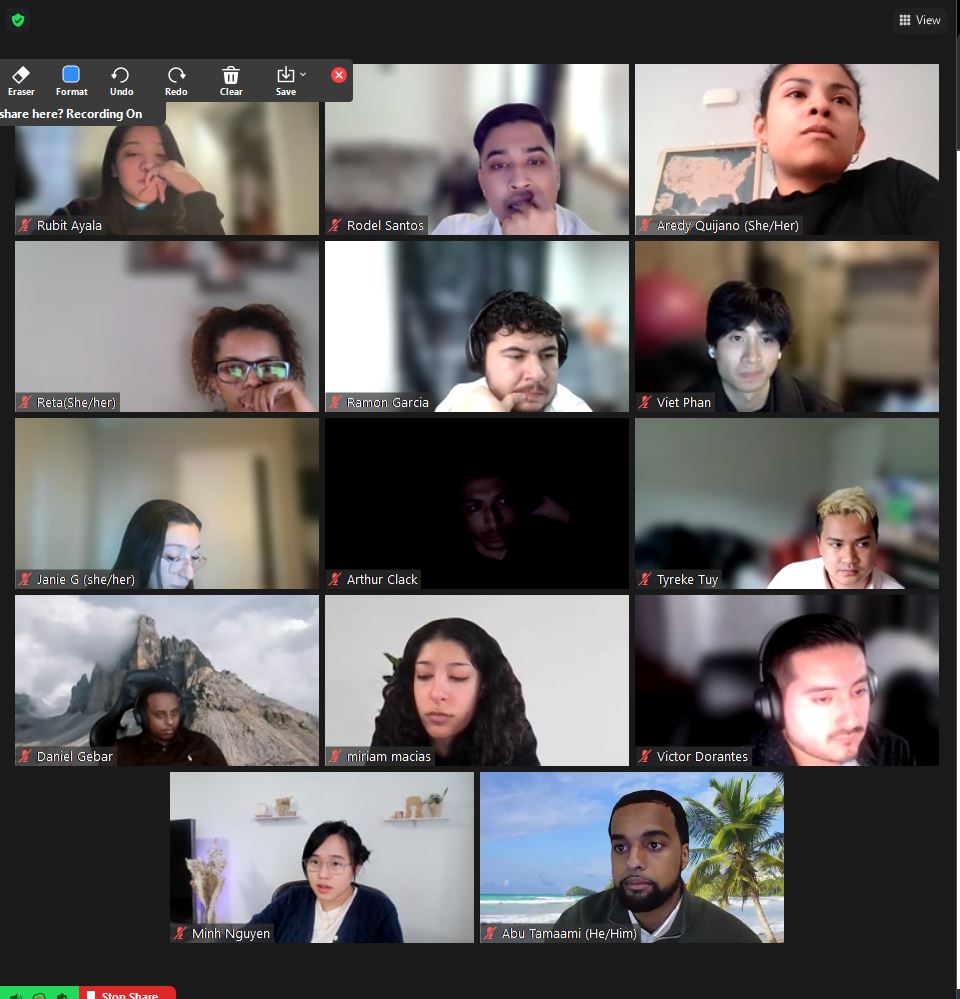 View
Eraser
Format
Undo
Redo
Clear
Save
share here? Recording On
Rubit Ayala
Rodel Santos
Aredy Quijano (She/Her)
Reta(She/her)
Ramon Garcia
Viet Phan
Janie G (she/her)
Arthur Clack
Tyreke Tuy
Daniel Gebar
miriam macias
Victor Dorantes
Minh Nguyen
Abu Tamaami (He/Him)
Stop Share